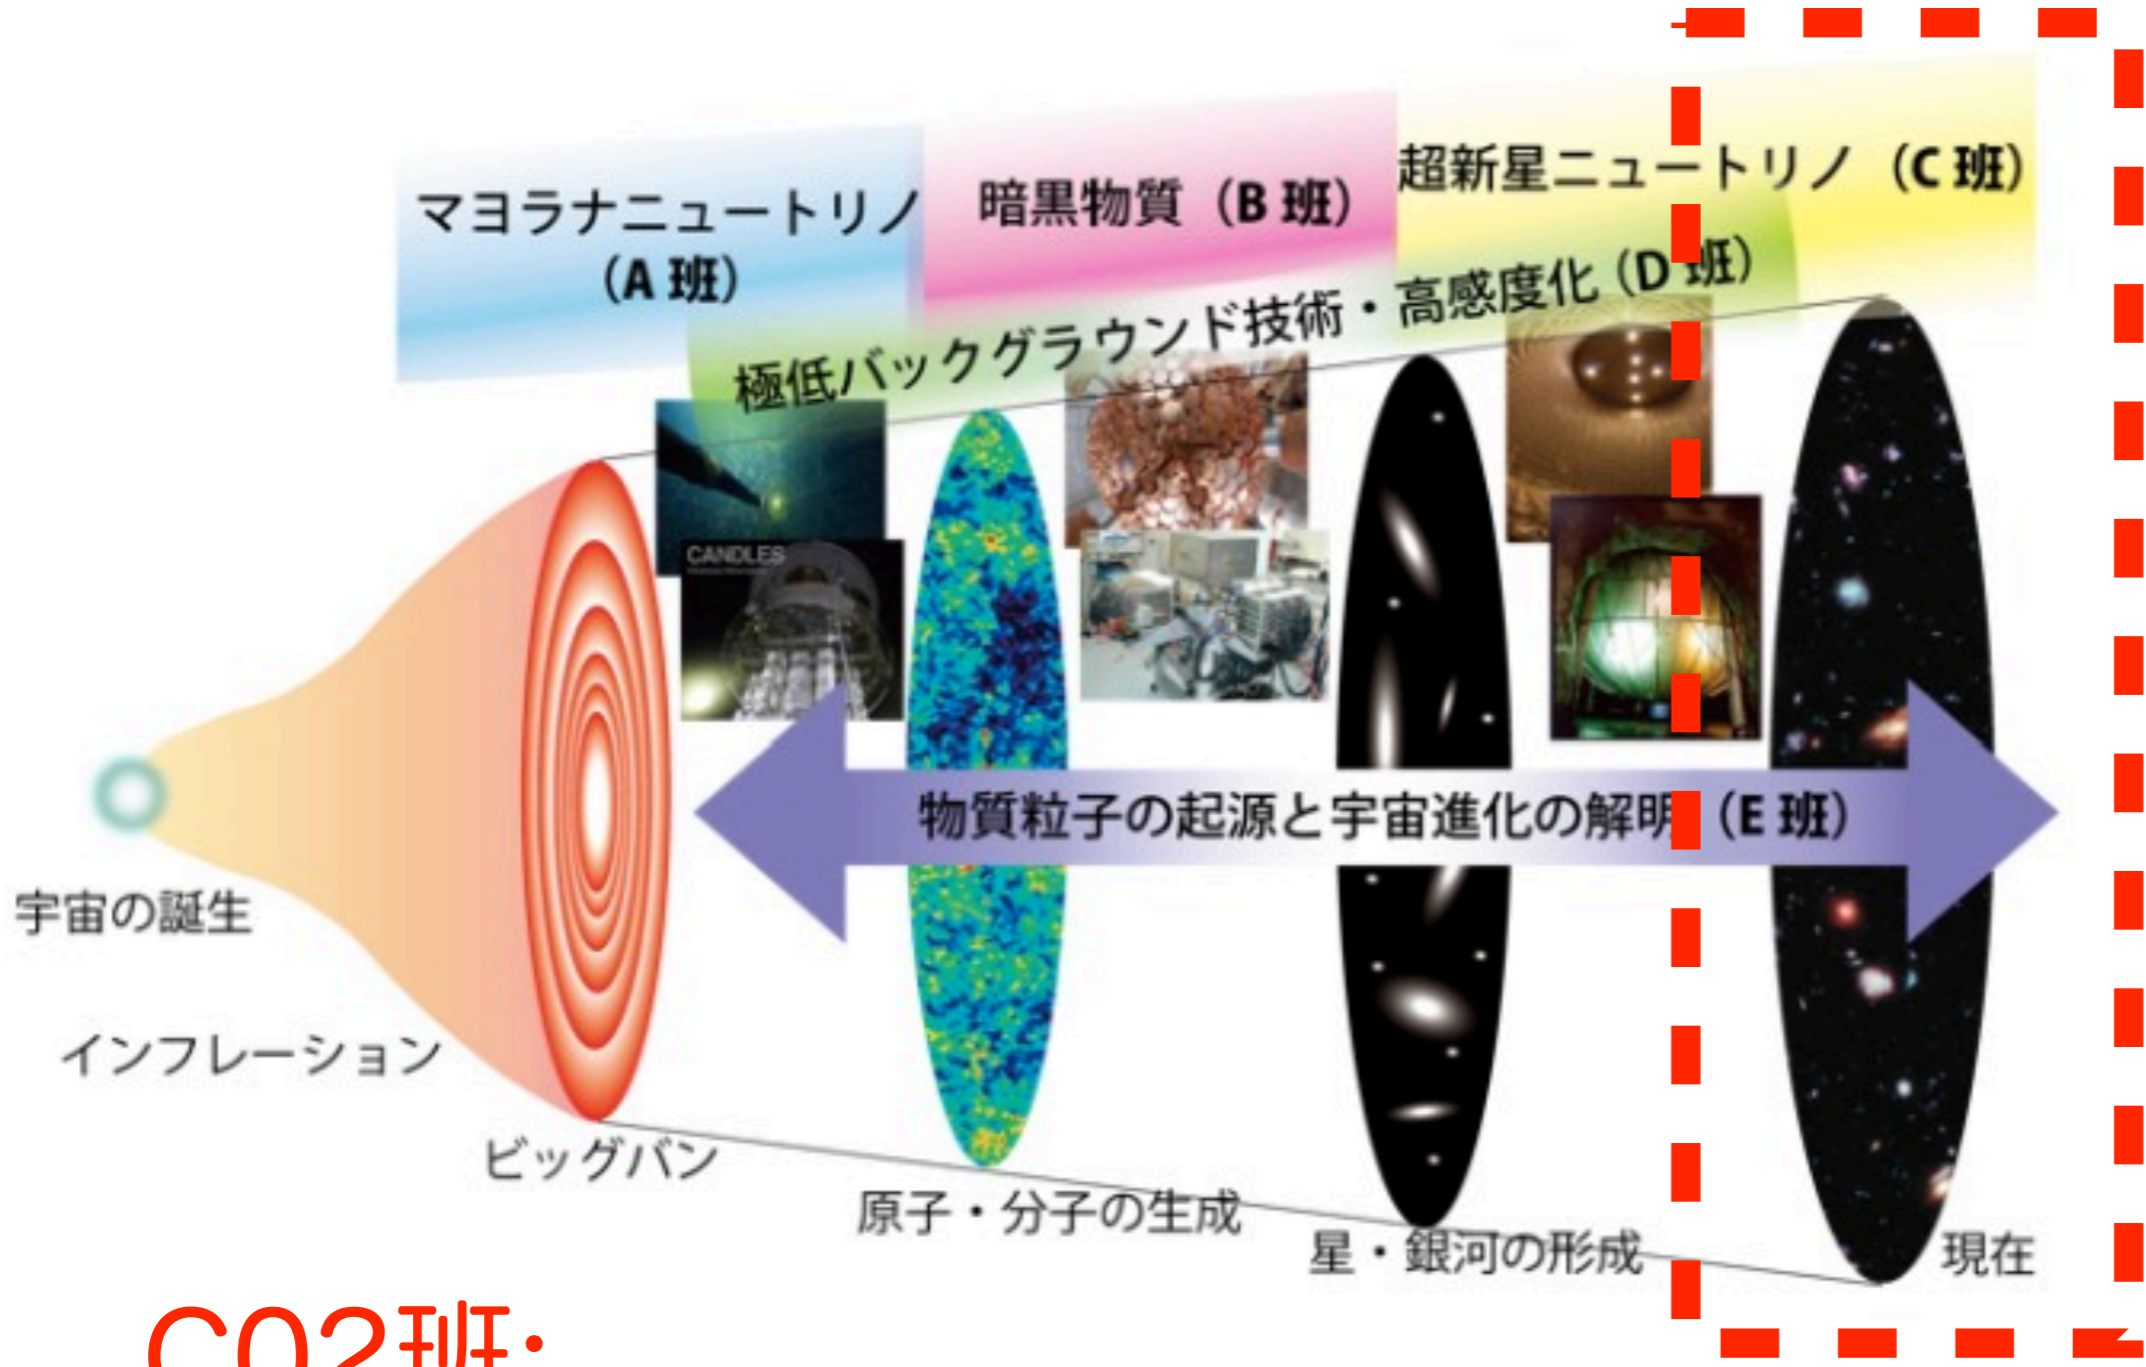 マヨラナニュートリノ
(A 班)
暗黒物質 (B 班)
超新星ニュートリノ (C 班)
極低バックグラウンド技術・高感度化 (D 班)
CANDLES
物質粒子の起源と宇宙進化の解明 (E 班)
宇宙の誕生
インフレーション
ビッグバン
原子・分子の生成
星・銀河の形成
現在
C02班: